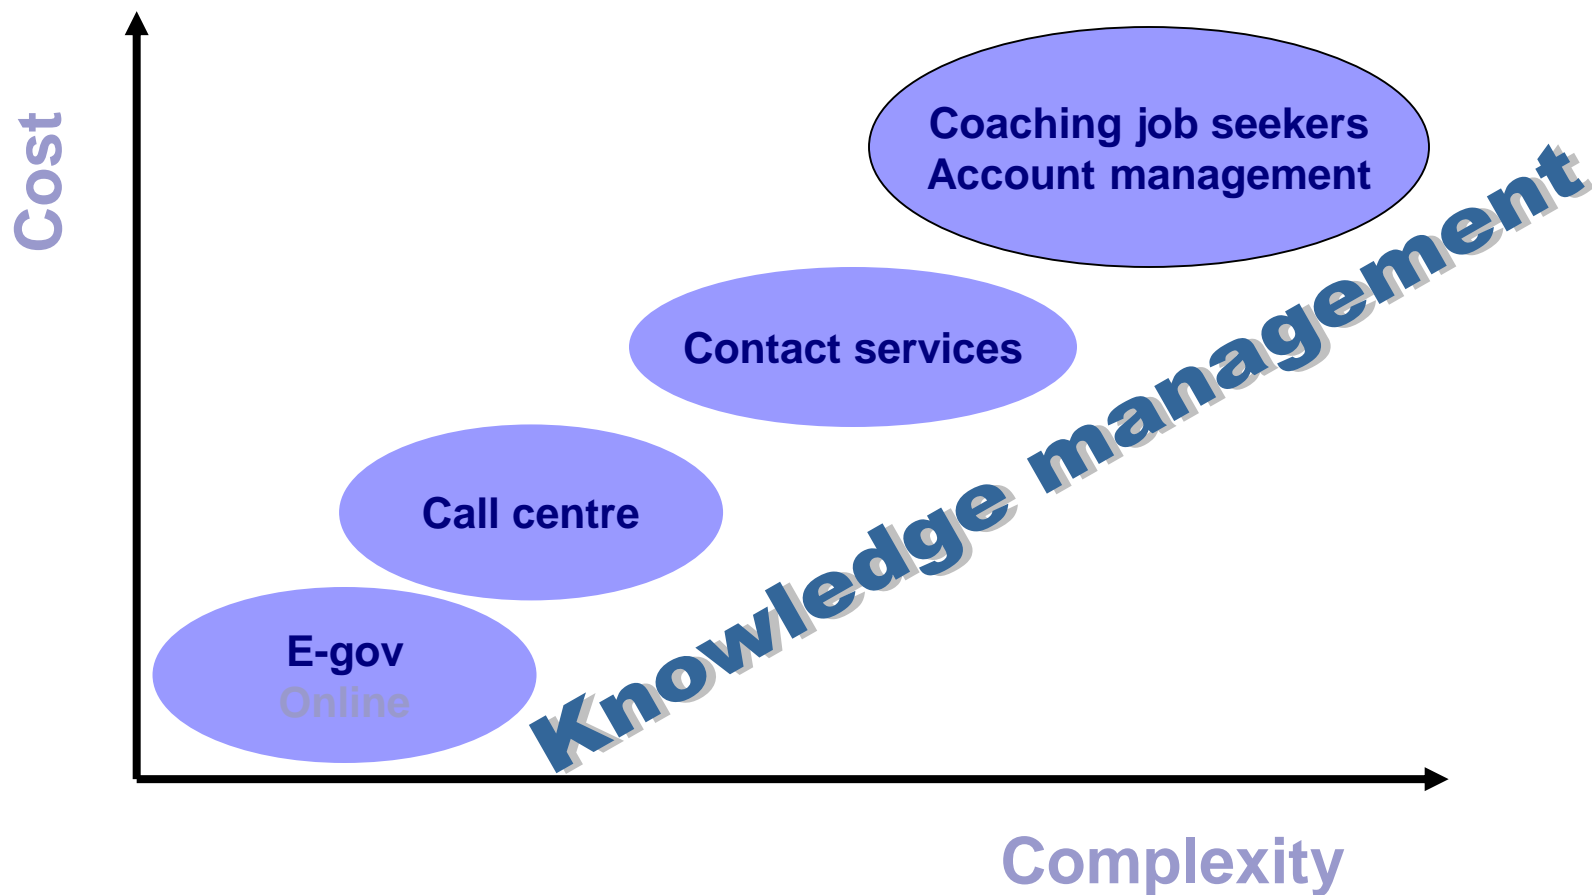 Cost
Coaching job seekers
Account management
Contact services
Call centre
E-gov
Online
Knowledge management
Complexity